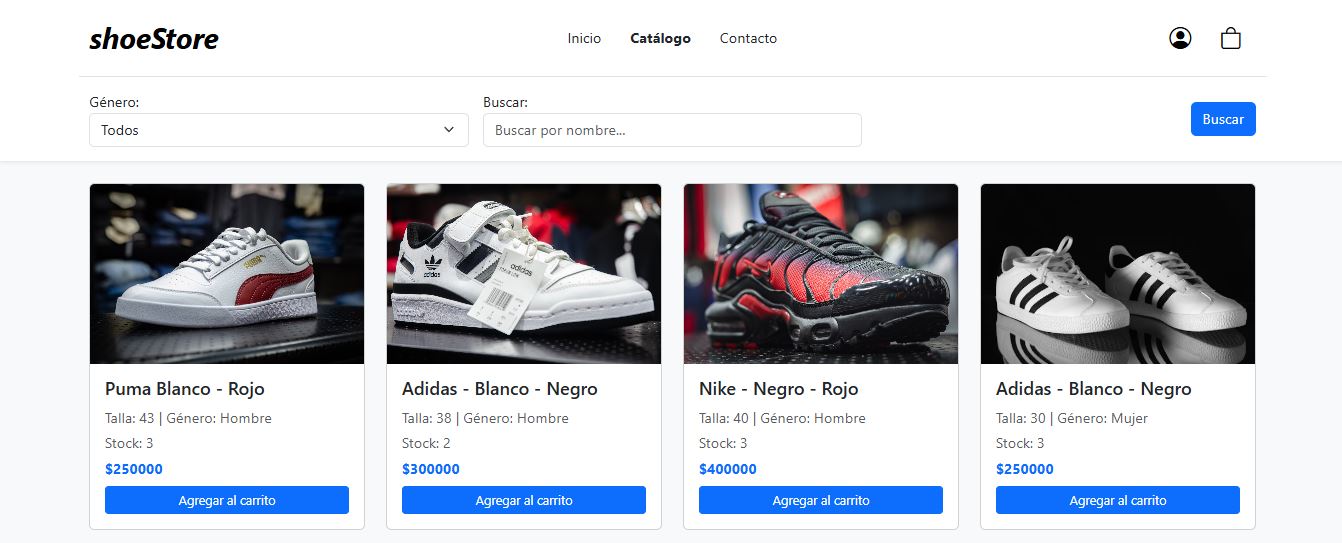 shoeStore
Inicio Catálogo Contacto
Género: Buscar:
Todos Buscar por nombre... Buscar
adidas
adidas
Puma Blanco - Rojo
Talla: 43 | Género: Hombre
Stock: 3
$250000
Agregar al carrito
Adidas - Blanco - Negro
Talla: 38 | Género: Hombre
Stock: 2
$300000
Agregar al carrito
Nike - Negro - Rojo
Talla: 40 | Género: Hombre
Stock: 3
$400000
Agregar al carrito
Adidas - Blanco - Negro
Talla: 30 | Género: Mujer
Stock: 3
$250000
Agregar al carrito